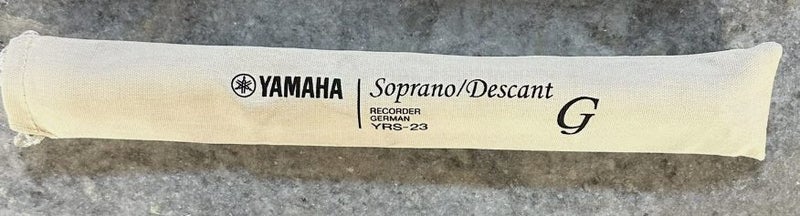 YAMAHA
Soprano/Descant
RECORDER
GERMAN
YRS-23
G